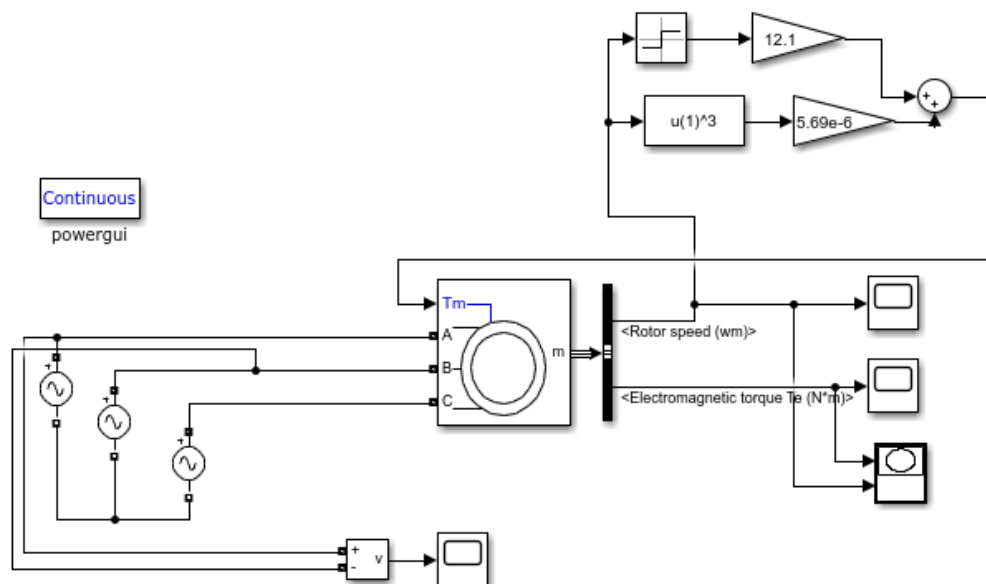 12.1
u(1)^3
5.69e-6
+
+
Continuous
powergui
Tm
A
B
C
m
<Rotor speed (wm)>
<Electromagnetic torque Te (N*m)>
+
+
+
+
-
v